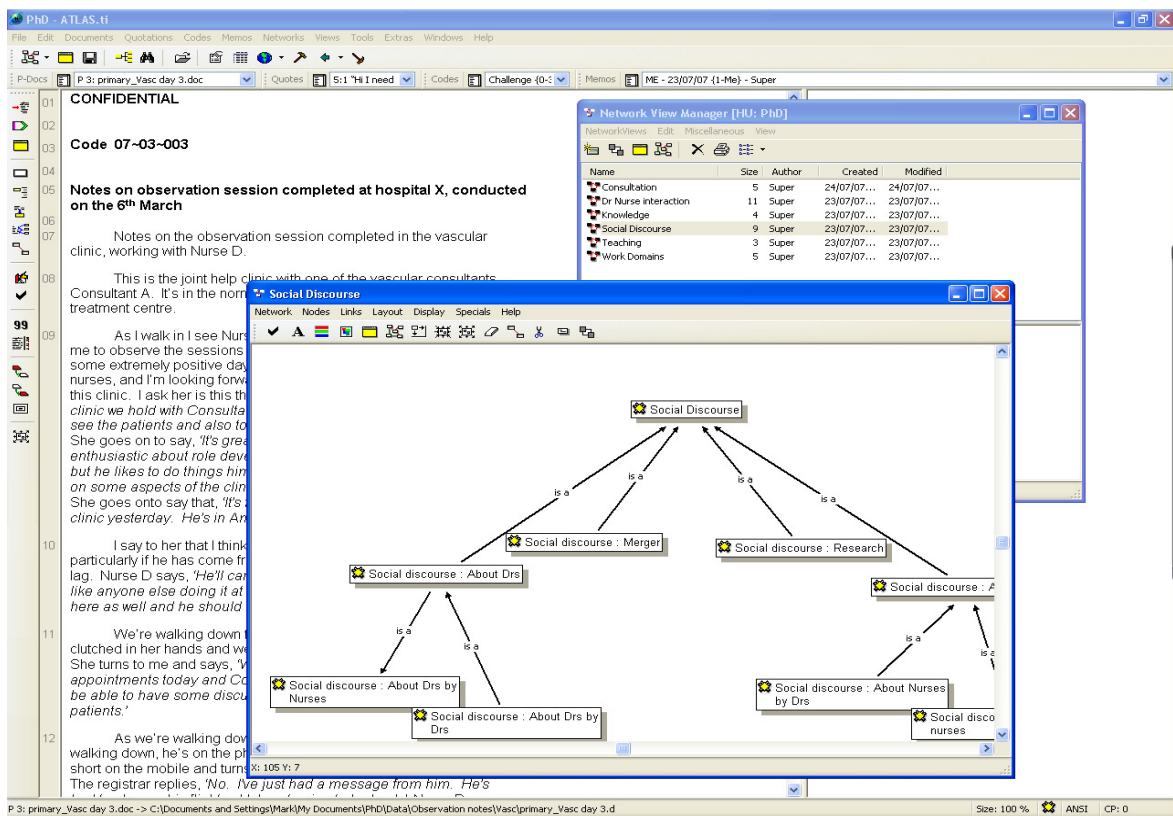 PhD - ATLAS.ti
File Edit Documents Quotations Codes Memos Networks Views Tools Extras Windows Help
P-Docs P 3: primary_Vasc day 3.doc Quotes 5:1 "Hi I need Codes Challenge {0-3 Memos ME - 23/07/07 {1-Me} - Super
01 CONFIDENTIAL
02
03 Code 07~03~003
04
05 Notes on observation session completed at hospital X, conducted
on the 6th March
06
07 Notes on the observation session completed in the vascular
clinic, working with Nurse D.
08 This is the joint help clinic with one of the vascular consultants
Consultant A. It's in the norm
treatment centre.
09 As I walk in I see Nurs
me to observe the sessions
some extremely positive day
nurses, and I'm looking forwa
this clinic. I ask her is this th
clinic we hold with Consulta
see the patients and also to
She goes on to say, 'It's grea
enthusiastic about role deve
but he likes to do things him
on some aspects of the clin
She goes onto say that, 'It's
clinic yesterday. He's in Am
10 I say to her that I think
particularly if he has come fr
lag. Nurse D says, 'He'll car
like anyone else doing it at
here as well and he should
11 We're walking down t
clutched in her hands and we
She turns to me and says, 'W
appointments today and Co
be able to have some discu
patients.'
12 As we're walking dow
walking down, he's on the ph
short on the mobile and turns
The registrar replies, 'No. I've just had a message from him. He's
Network View Manager [HU: PhD]
NetworkViews Edit Miscellaneous View
Name Size Author Created Modified
Consultation 5 Super 24/07/07... 24/07/07...
Dr Nurse interaction 11 Super 23/07/07... 23/07/07...
Knowledge 4 Super 23/07/07... 23/07/07...
Social Discourse 9 Super 23/07/07... 23/07/07...
Teaching 3 Super 23/07/07... 23/07/07...
Work Domains 5 Super 23/07/07... 23/07/07...
Social Discourse
Network Nodes Links Layout Display Specials Help
Social Discourse
is a
is a
is a
is a
Social discourse : Merger
Social discourse : Research
Social discourse : About Drs
Social discourse : A
is a
is a
is a
is a
Social discourse : About Drs by
Nurses
Social discourse : About Drs by
Drs
Social discourse : About Nurses
by Drs
Social disco
nurses
X: 105 Y: 7
P 3: primary_Vasc day 3.doc -> C:\Documents and Settings\Mark\My Documents\PhD\Data\Observation notes\Vasc\primary_Vasc day 3.d Size: 100 % ANSI CP: 0